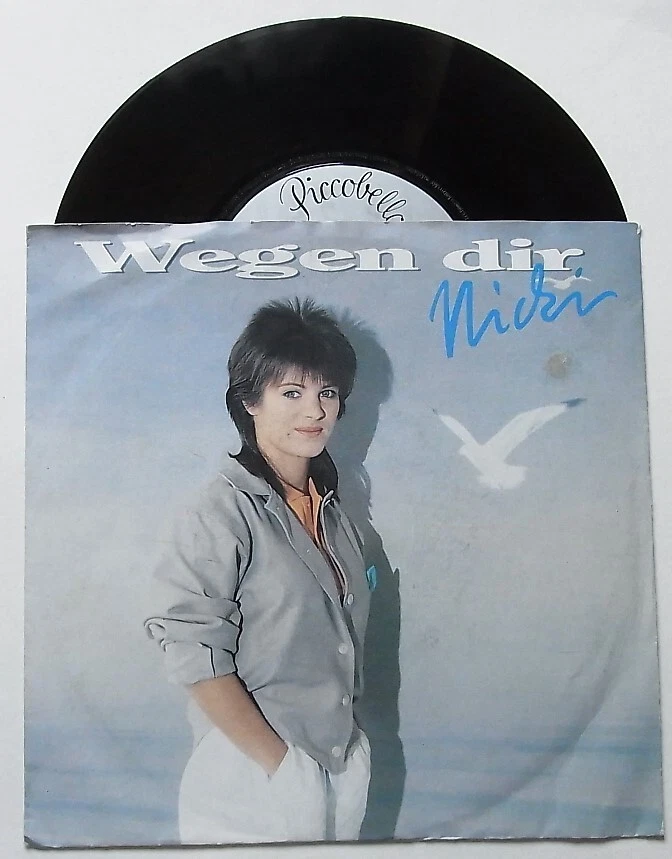 Piccobello
Wegen dir
Nicki